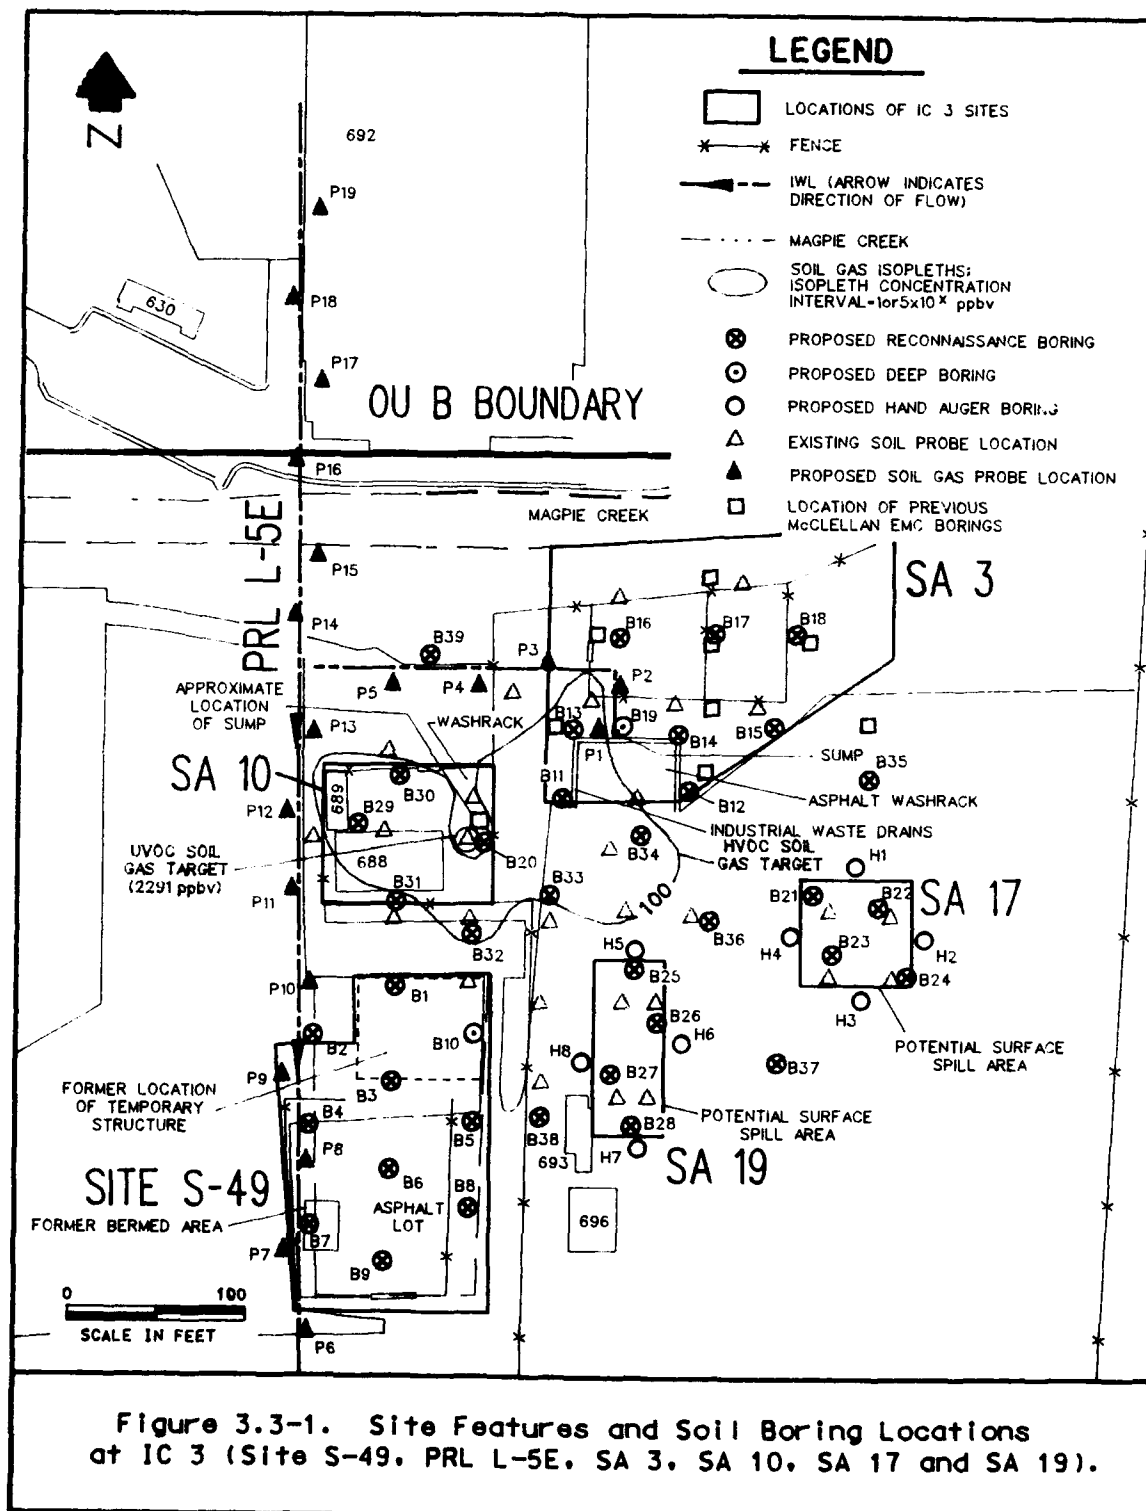 LEGEND
LOCATIONS OF IC 3 SITES
FENCE
IWL (ARROW INDICATES
DIRECTION OF FLOW)
MAGPIE CREEK
SOIL GAS ISOPLETHS;
ISOPLETH CONCENTRATION
INTERVAL-1or5x10ˣ ppbv
PROPOSED RECONNAISSANCE BORING
PROPOSED DEEP BORING
PROPOSED HAND AUGER BORING
EXISTING SOIL PROBE LOCATION
PROPOSED SOIL GAS PROBE LOCATION
LOCATION OF PREVIOUS
McCLELLAN EMC BORINGS
Z
692
P19
630
P18
P17
OU B BOUNDARY
P16
MAGPIE CREEK
PRL L-5E
P15
P14
SA 3
B16
B17
B18
B39
P3
P5
P4
P2
APPROXIMATE
LOCATION
OF SUMP
WASHRACK
P13
B13
B19
P1
B14
B15
SUMP
B35
SA 10
689
B30
B29
P12
B11
B12
ASPHALT WASHRACK
INDUSTRIAL WASTE DRAINS
HVOC SOIL
GAS TARGET
B34
UVOC SOIL
GAS TARGET
(2291 ppbv)
688
B20
P11
B31
B33
100
H1
B21
B22
SA 17
B32
B36
H4
B23
H2
H5
B24
P10
B1
B25
H3
B2
B10
B26
H6
POTENTIAL SURFACE
SPILL AREA
P9
H8
B37
FORMER LOCATION
OF TEMPORARY
STRUCTURE
B3
B27
B4
B5
B38
B28
POTENTIAL SURFACE
SPILL AREA
P8
693
H7
SA 19
SITE S-49
B6
B8
FORMER BERMED AREA
ASPHALT
LOT
696
B7
P7
B9
0
100
SCALE IN FEET
P6
Figure 3.3-1. Site Features and Soil Boring Locations
at IC 3 (Site S-49, PRL L-5E, SA 3, SA 10, SA 17 and SA 19).